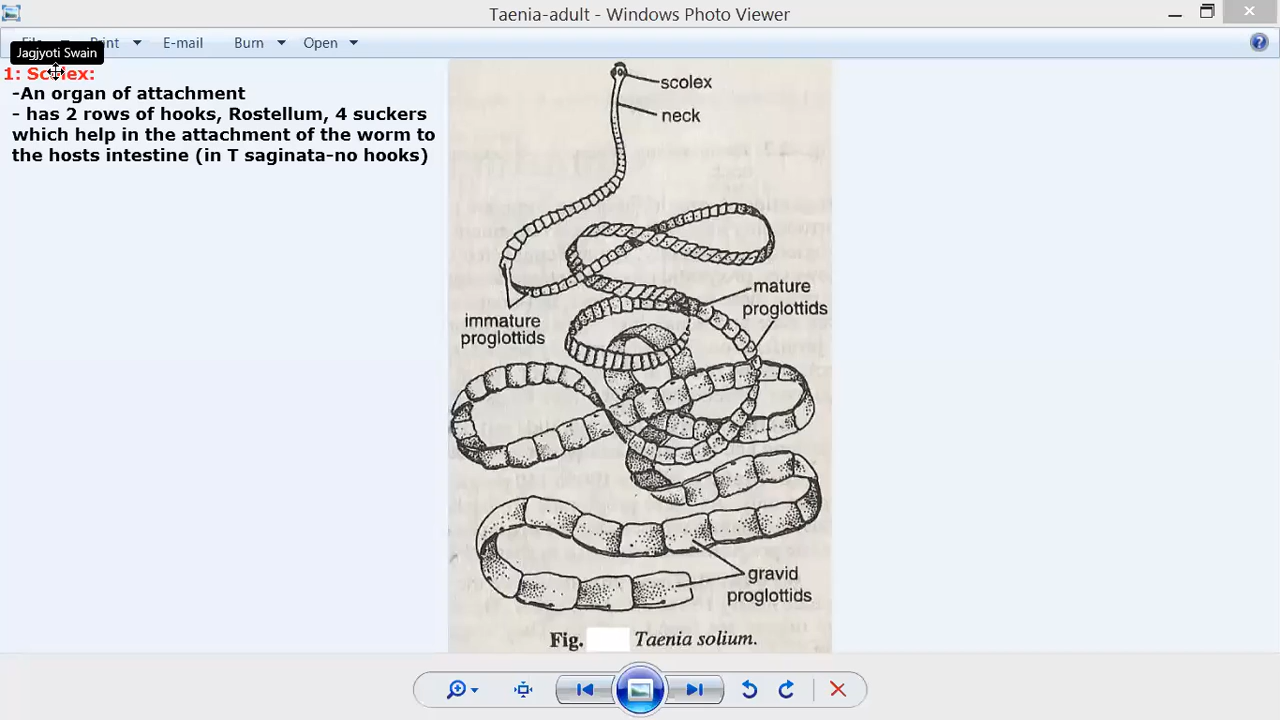 Taenia-adult - Windows Photo Viewer
Print E-mail Burn Open
Jagjyoti Swain
1: Scolex:
-An organ of attachment
- has 2 rows of hooks, Rostellum, 4 suckers
which help in the attachment of the worm to
the hosts intestine (in T saginata-no hooks)
scolex
neck
immature
proglottids
mature
proglottids
gravid
proglottids
Fig. Taenia solium.